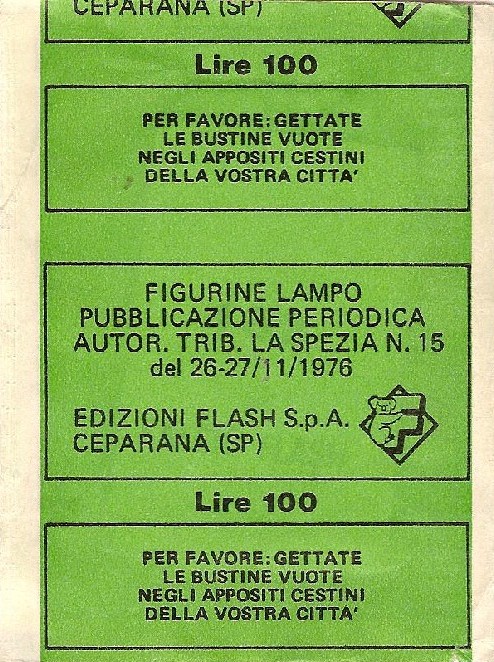 CEPARANA (SP)
Lire 100
PER FAVORE: GETTATE
LE BUSTINE VUOTE
NEGLI APPOSITI CESTINI
DELLA VOSTRA CITTA'
FIGURINE LAMPO
PUBBLICAZIONE PERIODICA
AUTOR. TRIB. LA SPEZIA N. 15
del 26-27/11/1976
EDIZIONI FLASH S.p.A.
CEPARANA (SP)
Lire 100
PER FAVORE: GETTATE
LE BUSTINE VUOTE
NEGLI APPOSITI CESTINI
DELLA VOSTRA CITTA'